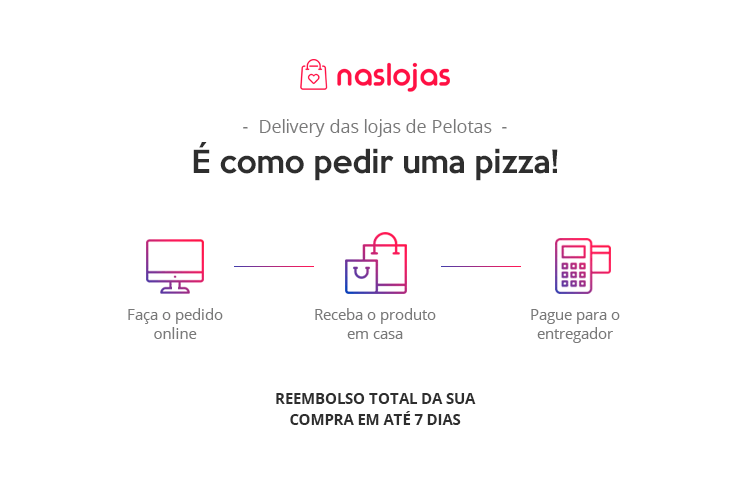 naslojas
- Delivery das lojas de Pelotas -
É como pedir uma pizza!
Faça o pedido
online
Receba o produto
em casa
Pague para o
entregador
REEMBOLSO TOTAL DA SUA
COMPRA EM ATÉ 7 DIAS